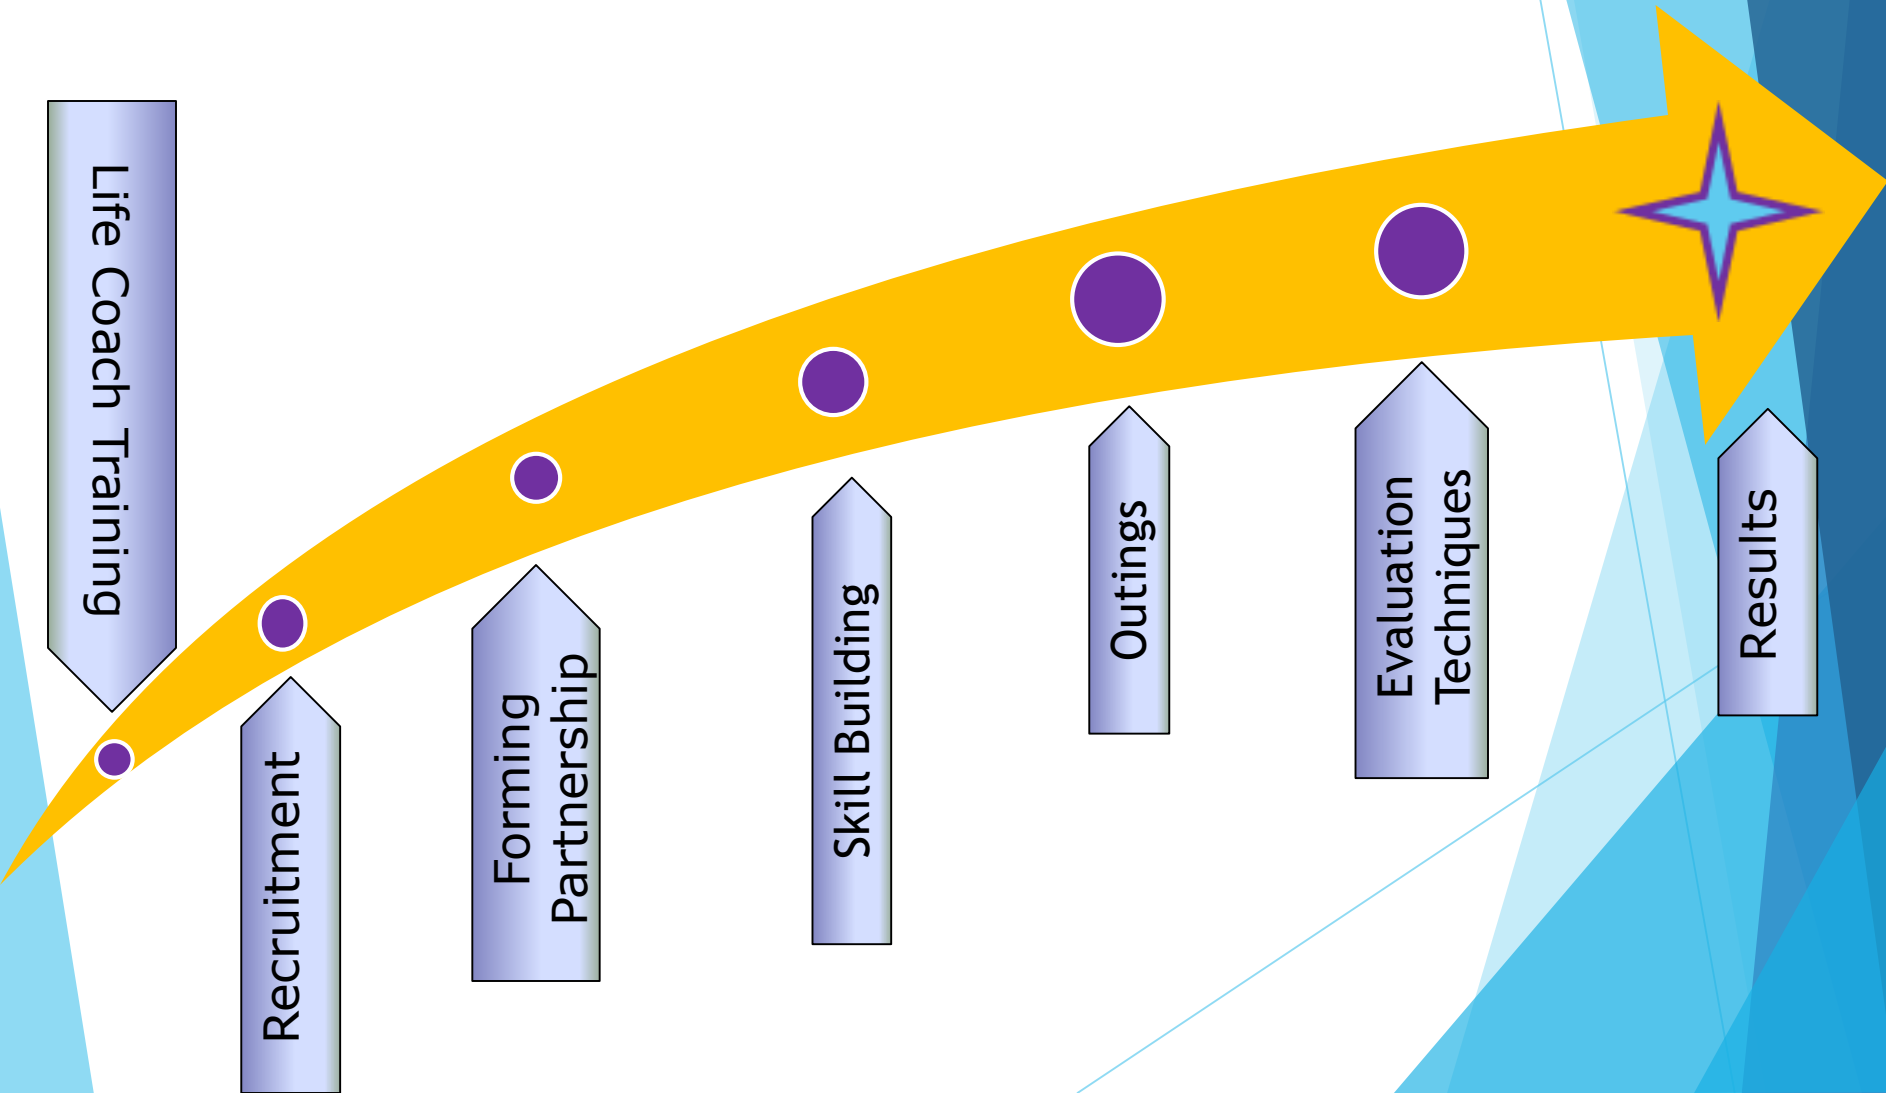 Life Coach Training
Recruitment
Forming
Partnership
Skill Building
Outings
Evaluation
Techniques
Results